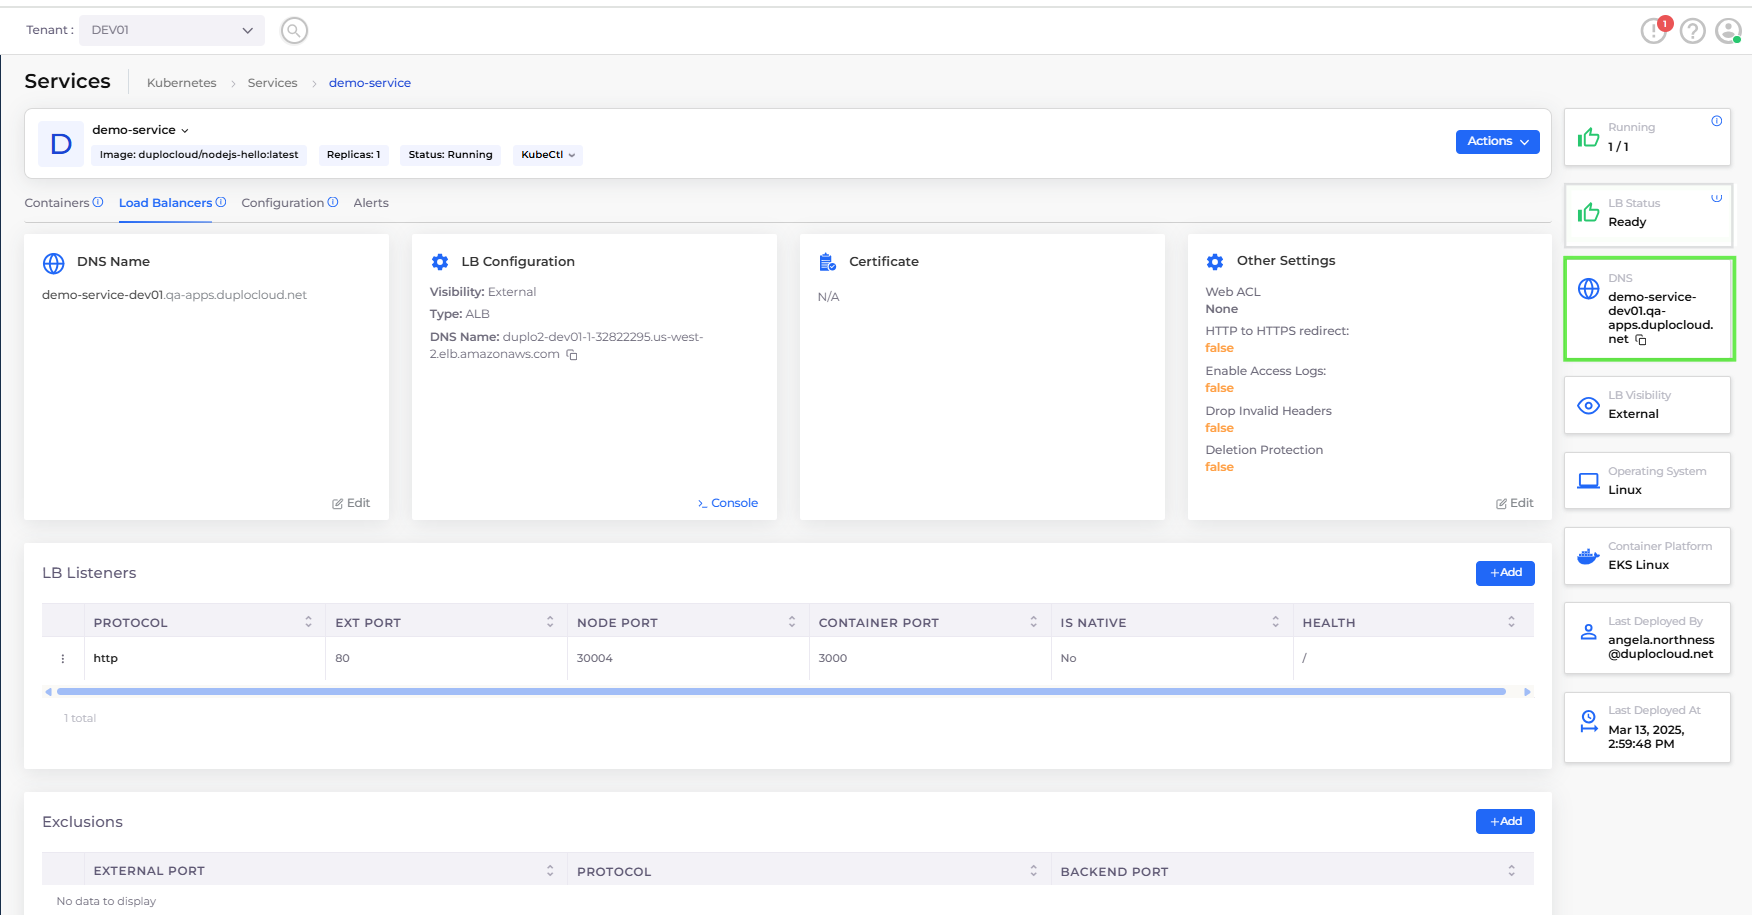 Tenant :
DEV01
1
Services
Kubernetes
Services
demo-service
D
demo-service
Image: duplocloud/nodejs-hello:latest
Replicas: 1
Status: Running
KubeCtl
Actions
Containers
Load Balancers
Configuration
Alerts
DNS Name
demo-service-dev01.qa-apps.duplocloud.net
Edit
LB Configuration
Visibility: External
Type: ALB
DNS Name: duplo2-dev01-1-32822295.us-west-
2.elb.amazonaws.com
Console
Certificate
N/A
Other Settings
Web ACL
None
HTTP to HTTPS redirect:
false
Enable Access Logs:
false
Drop Invalid Headers
false
Deletion Protection
false
Edit
LB Listeners
+Add
PROTOCOL
EXT PORT
NODE PORT
CONTAINER PORT
IS NATIVE
HEALTH
http
80
30004
3000
No
/
1 total
Exclusions
+Add
EXTERNAL PORT
PROTOCOL
BACKEND PORT
No data to display
Running
1 / 1
LB Status
Ready
DNS
demo-service-
dev01.qa-
apps.duplocloud.
net
LB Visibility
External
Operating System
Linux
Container Platform
EKS Linux
Last Deployed By
angela.northness
@duplocloud.net
Last Deployed At
Mar 13, 2025,
2:59:48 PM